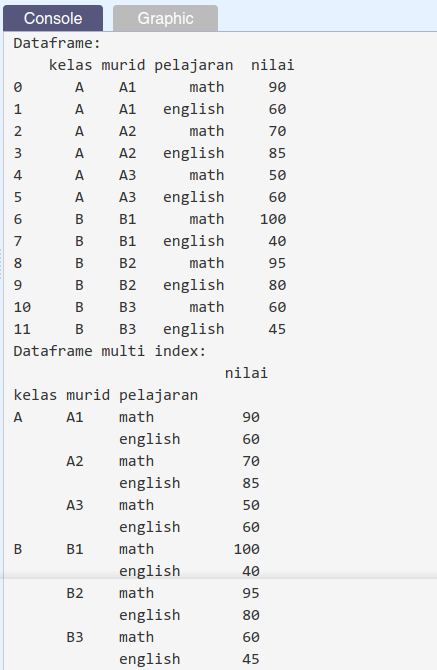 Console Graphic
Dataframe:
kelas murid pelajaran nilai
0 A A1 math 90
1 A A1 english 60
2 A A2 math 70
3 A A2 english 85
4 A A3 math 50
5 A A3 english 60
6 B B1 math 100
7 B B1 english 40
8 B B2 math 95
9 B B2 english 80
10 B B3 math 60
11 B B3 english 45
Dataframe multi index:
nilai
kelas murid pelajaran
A A1 math 90
english 60
A2 math 70
english 85
A3 math 50
english 60
B B1 math 100
english 40
B2 math 95
english 80
B3 math 60
english 45